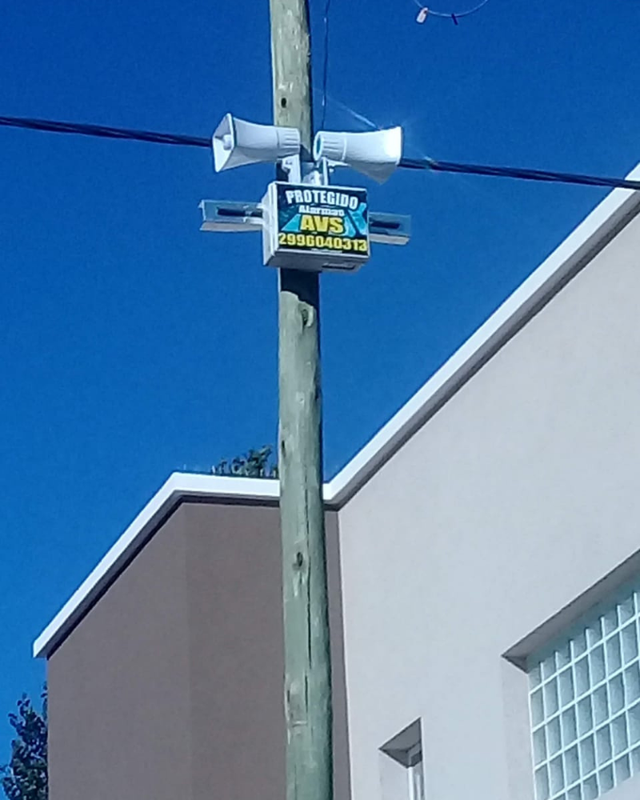 PROTEGIDO
Alarmas
AVS
2996040313